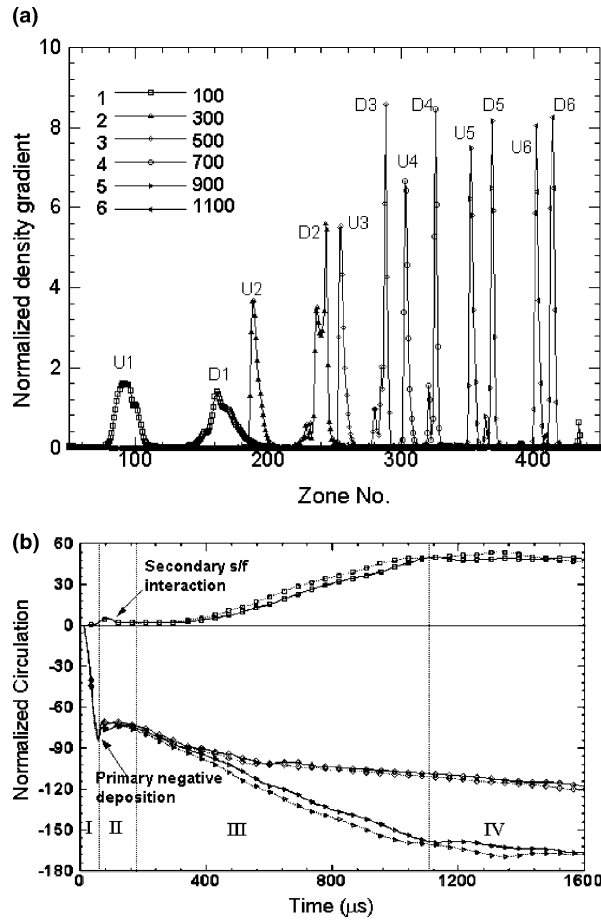 (a)
10
8
6
4
2
0
Normalized density gradient
1 100
2 300
3 500
4 700
5 900
6 1100
U1
D1
U2
D2
U3
D3
U4
D4
U5
D5
U6
D6
100 200 300 400
Zone No.
(b)
60
30
0
-30
-60
-90
-120
-150
-180
Normalized Circulation
Secondary s/f
interaction
Primary negative
deposition
I II III IV
0 400 800 1200 1600
Time (μs)